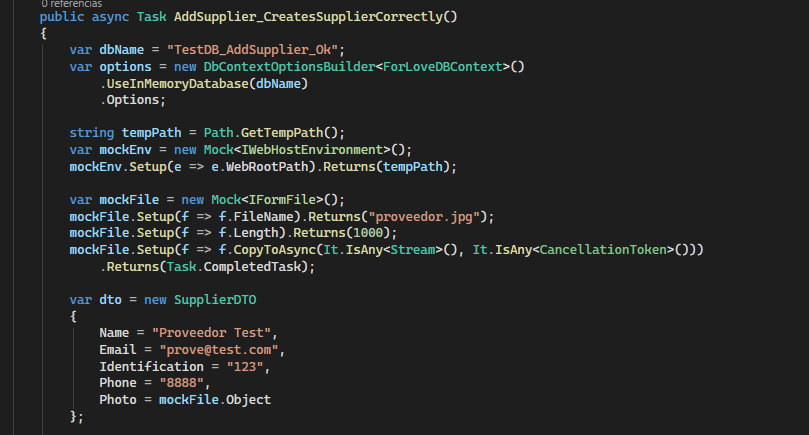 0 referencias
public async Task AddSupplier_CreatesSupplierCorrectly()
{
var dbName = "TestDB_AddSupplier_Ok";
var options = new DbContextOptionsBuilder<ForLoveDBContext>()
.UseInMemoryDatabase(dbName)
.Options;
string tempPath = Path.GetTempPath();
var mockEnv = new Mock<IWebHostEnvironment>();
mockEnv.Setup(e => e.WebRootPath).Returns(tempPath);
var mockFile = new Mock<IFormFile>();
mockFile.Setup(f => f.FileName).Returns("proveedor.jpg");
mockFile.Setup(f => f.Length).Returns(1000);
mockFile.Setup(f => f.CopyToAsync(It.IsAny<Stream>(), It.IsAny<CancellationToken>()))
.Returns(Task.CompletedTask);
var dto = new SupplierDTO
{
Name = "Proveedor Test",
Email = "prove@test.com",
Identification = "123",
Phone = "8888",
Photo = mockFile.Object
};